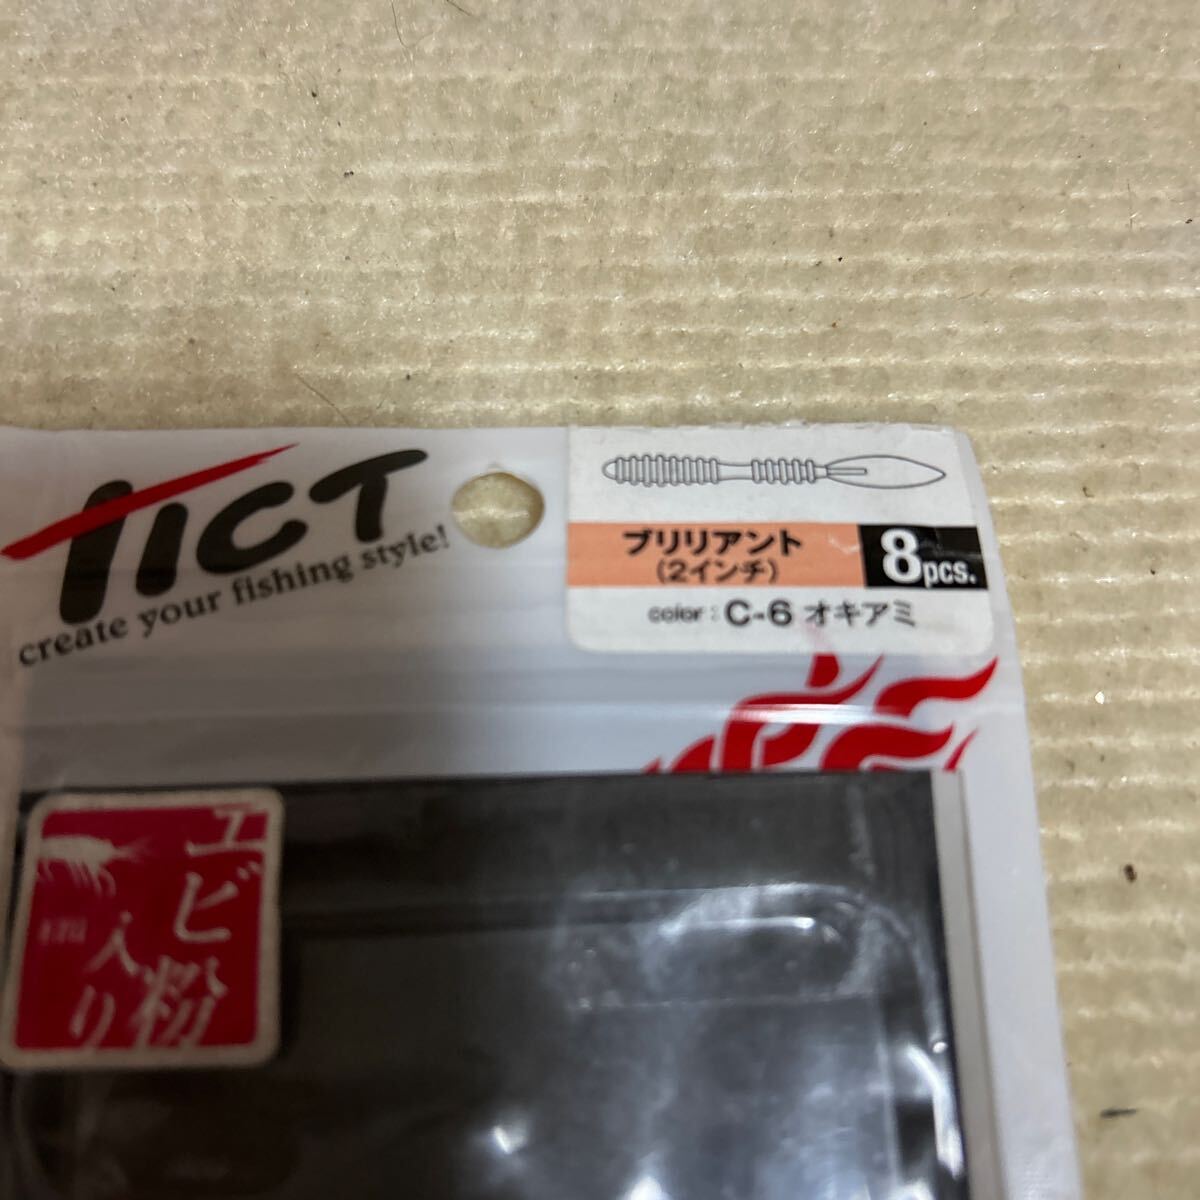 TICT
create your fishing style!
ブリリアント
(2インチ)
8pcs.
color : C-6 オキアミ
エビ粉
入り